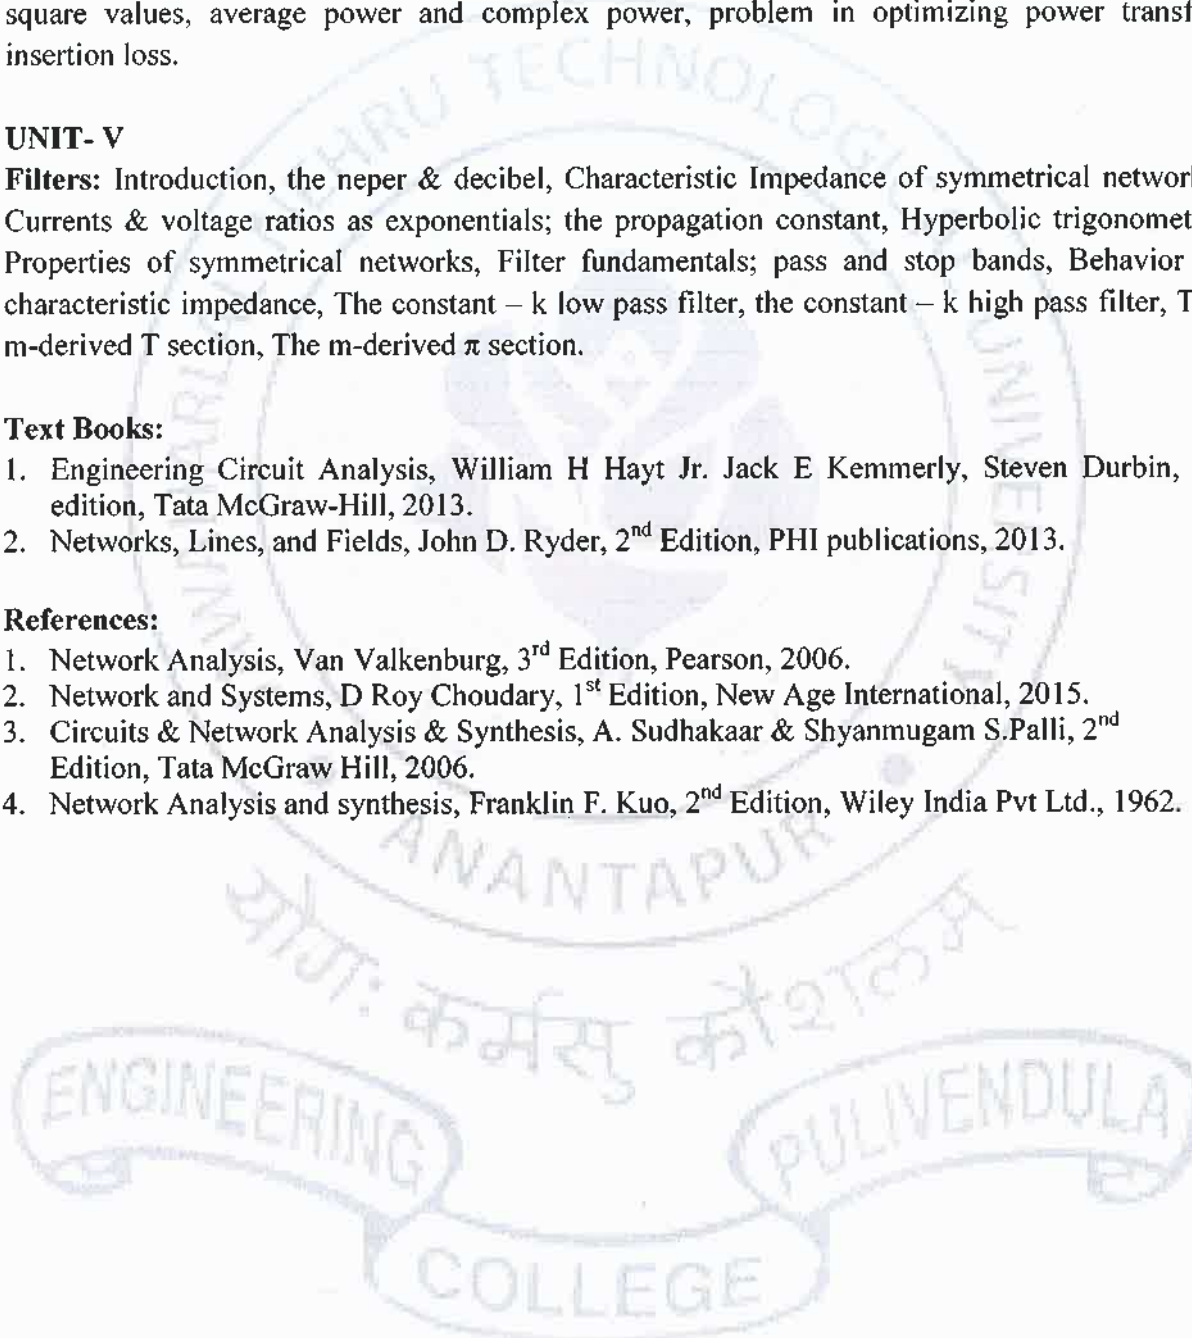 square values, average power and complex power, problem in optimizing power transf
insertion loss.
UNIT- V
Filters: Introduction, the neper & decibel, Characteristic Impedance of symmetrical network
Currents & voltage ratios as exponentials; the propagation constant, Hyperbolic trigonomet
Properties of symmetrical networks, Filter fundamentals; pass and stop bands, Behavior
characteristic impedance, The constant – k low pass filter, the constant – k high pass filter, T
m-derived T section, The m-derived π section.
Text Books:
1. Engineering Circuit Analysis, William H Hayt Jr. Jack E Kemmerly, Steven Durbin,
edition, Tata McGraw-Hill, 2013.
2. Networks, Lines, and Fields, John D. Ryder, 2nd Edition, PHI publications, 2013.
References:
1. Network Analysis, Van Valkenburg, 3rd Edition, Pearson, 2006.
2. Network and Systems, D Roy Choudary, 1st Edition, New Age International, 2015.
3. Circuits & Network Analysis & Synthesis, A. Sudhakaar & Shyanmugam S.Palli, 2nd
Edition, Tata McGraw Hill, 2006.
4. Network Analysis and synthesis, Franklin F. Kuo, 2nd Edition, Wiley India Pvt Ltd., 1962.
NEHRU TECHNOLOGICAL UNIVERSITY
ANANTAPUR
योगः कर्मसु कौशलम
ENGINEERING
COLLEGE
PULIVENDULA